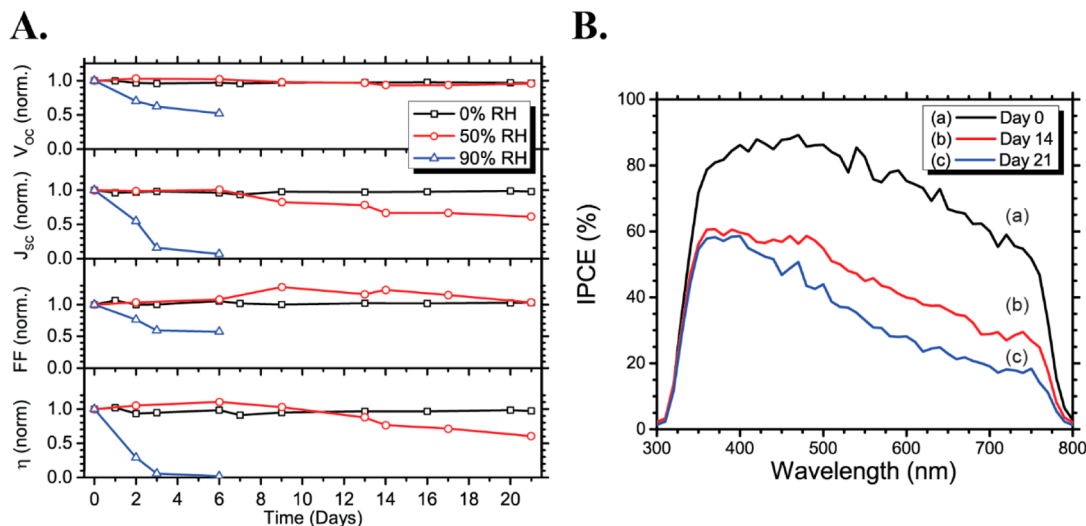 A.
V_OC (norm.)
1.0
0.5
0% RH
50% RH
90% RH
J_SC (norm.)
1.0
0.5
0.0
FF (norm.)
1.0
0.5
0.0
η (norm)
1.0
0.5
0.0
0 2 4 6 8 10 12 14 16 18 20
Time (Days)
B.
IPCE (%)
100
80
60
40
20
0
(a) Day 0
(b) Day 14
(c) Day 21
(a)
(b)
(c)
300 400 500 600 700 800
Wavelength (nm)